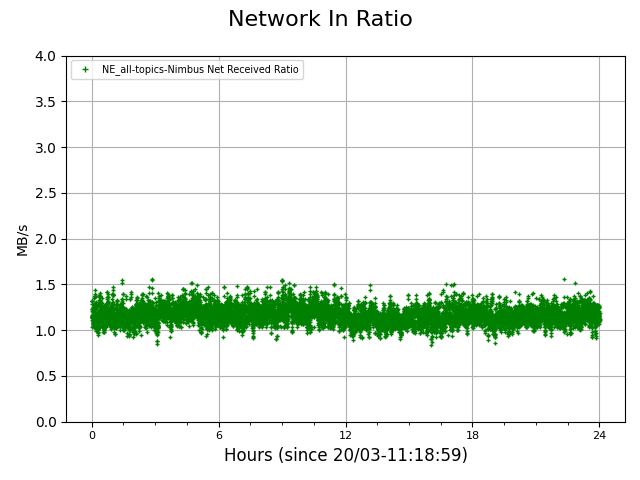 Network In Ratio
NE_all-topics-Nimbus Net Received Ratio
4.0
3.5
3.0
2.5
2.0
1.5
1.0
0.5
0.0
MB/s
0 6 12 18 24
Hours (since 20/03-11:18:59)